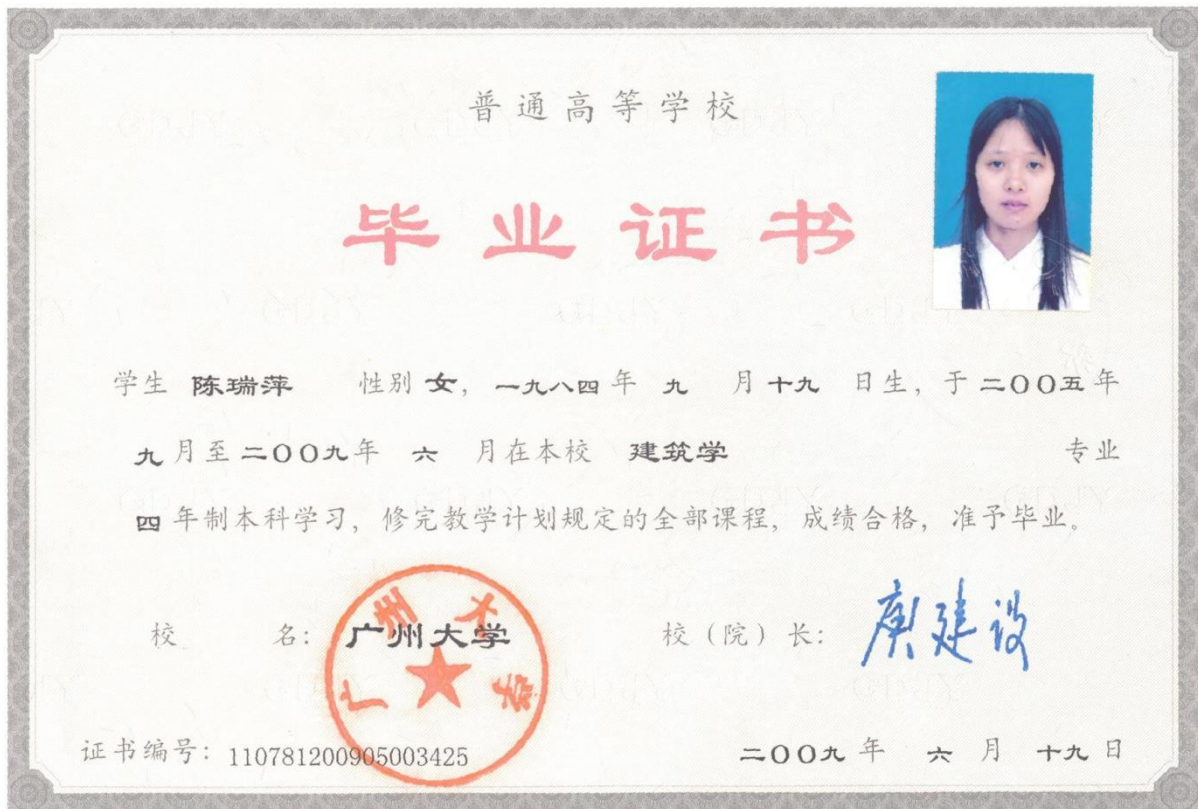 普通高等学校
毕业证书
学生 陈瑞萍 性别 女，一九八四年 九 月十九 日生，于二〇〇五年
九月至二〇〇九年 六 月在本校 建筑学 专业
四年制本科学习，修完教学计划规定的全部课程，成绩合格，准予毕业。
校 名：广州大学 校（院）长：庾建设
广州大学
证书编号：110781200905003425 二〇〇九年 六 月 十九日